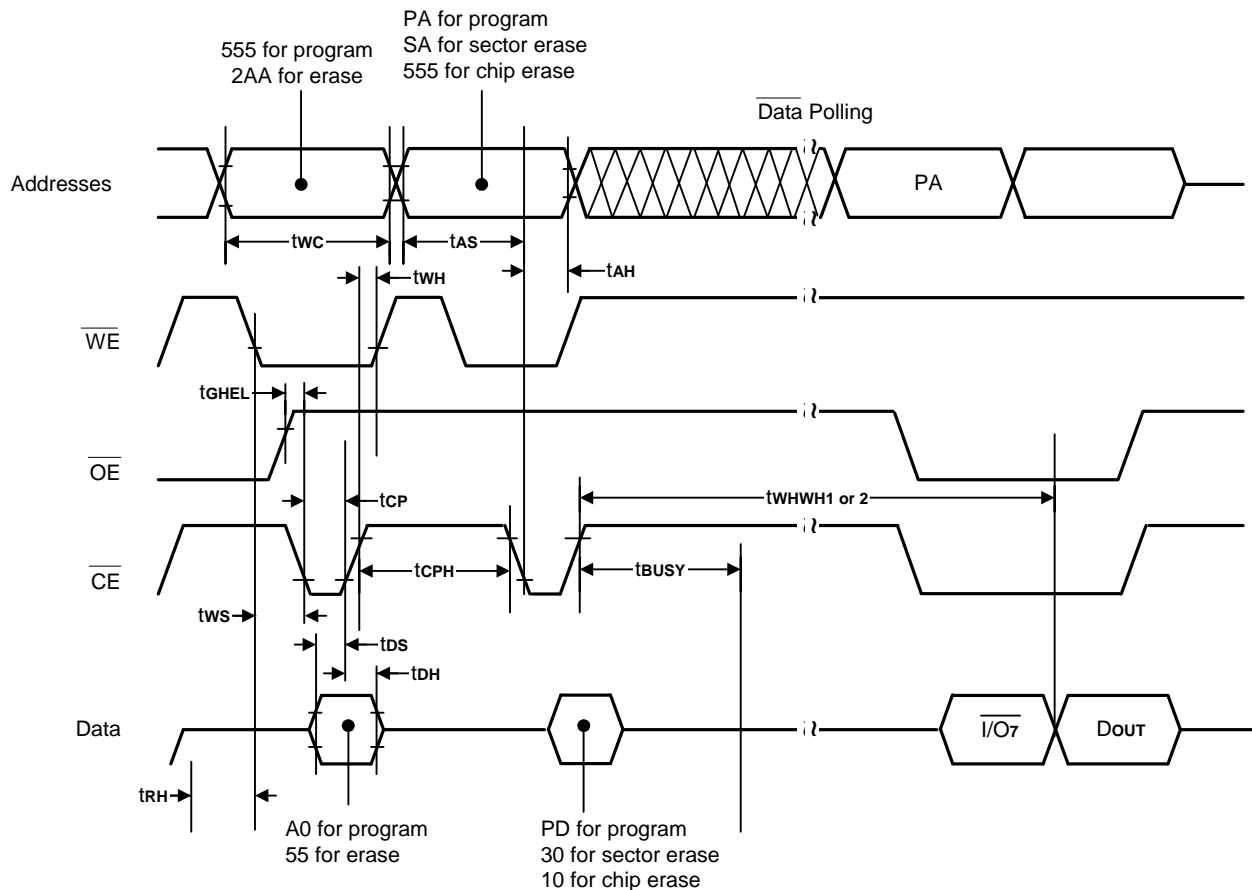 555 for program
2AA for erase
PA for program
SA for sector erase
555 for chip erase
Data Polling
Addresses
PA
tWC
tAS
tWH
tAH
WE
tGHEL
OE
tCP
tWHWH1 or 2
CE
tCPH
tBUSY
tWS
tDS
tDH
Data
I/O7
DOUT
tRH
A0 for program
55 for erase
PD for program
30 for sector erase
10 for chip erase